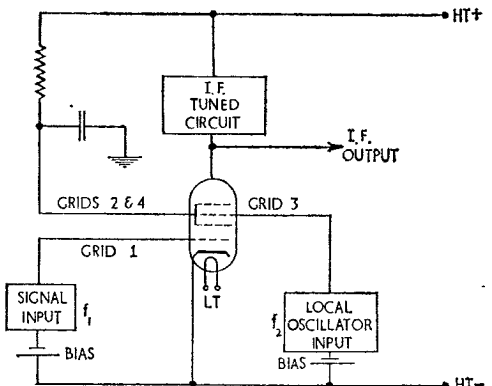 HT+
I.F.
TUNED
CIRCUIT
I.F.
OUTPUT
GRIDS 2 & 4
GRID 3
GRID 1
LT
SIGNAL
INPUT
f₁
BIAS
LOCAL
OSCILLATOR
INPUT
f₂
BIAS
HT−